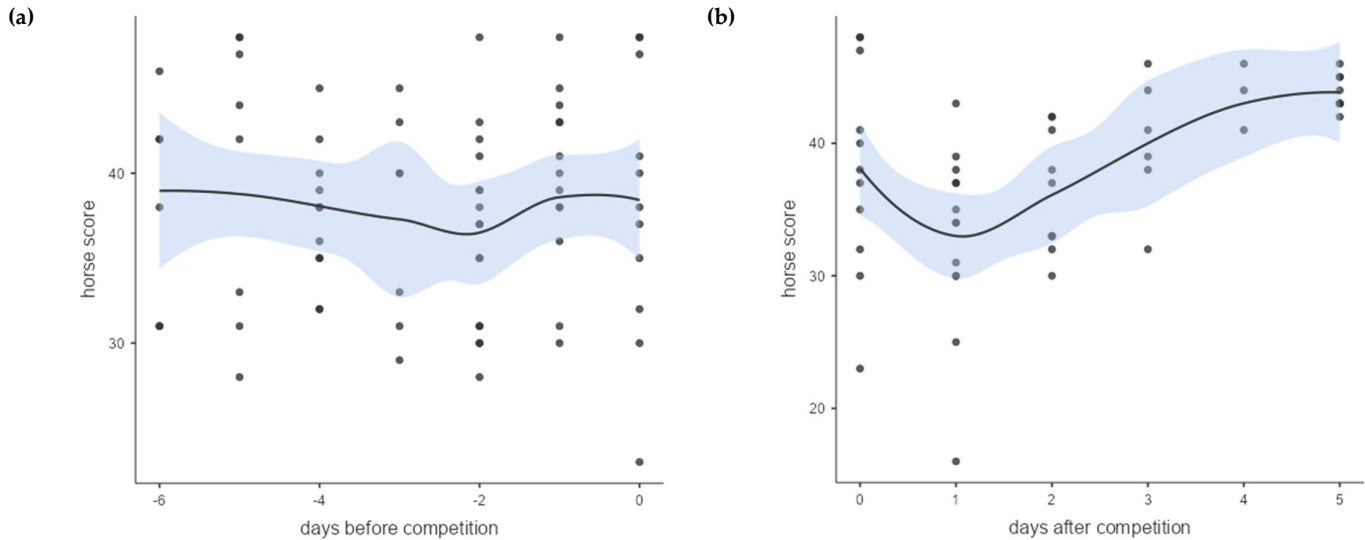 (a)
horse score
40
30
-6 -4 -2 0
days before competition
(b)
horse score
40
30
20
0 1 2 3 4 5
days after competition